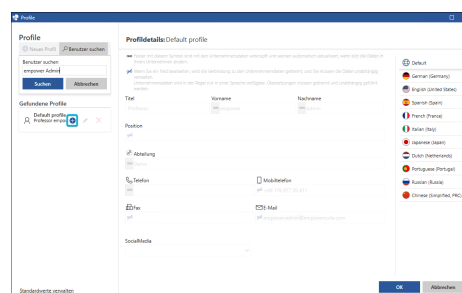 Profile
Profile
Neues Profil
Benutzer suchen
Benutzer suchen
empower Admin
Suchen
Abbrechen
Gefundene Profile
Default profile
Professor empo
Standardwerte verwalten
Profildetails: Default profile
Titel
Vorname
Nachname
Position
Abteilung
Telefon
Mobiltelefon
Fax
E-Mail
SocialMedia
Default
German (Germany)
English (United States)
Spanish (Spain)
French (France)
Italian (Italy)
Japanese (Japan)
Dutch (Netherlands)
Portuguese (Portugal)
Russian (Russia)
Chinese (Simplified, PRC)
OK
Abbrechen